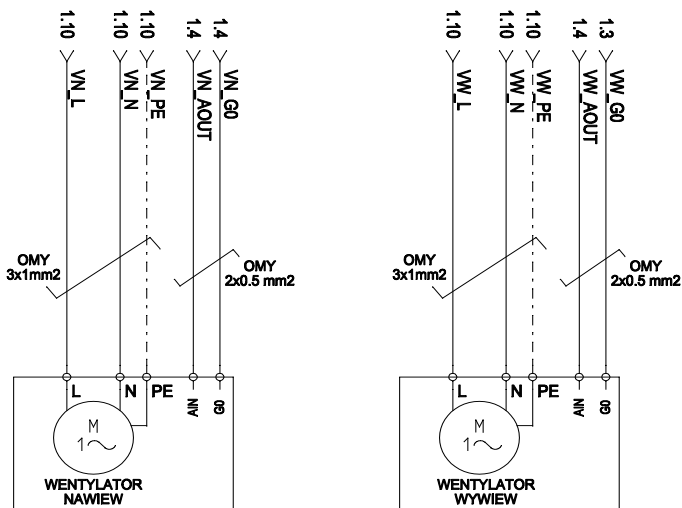 1.10
1.10
1.10
1.4
1.4
VN_L
VN_N
VN_PE
VN_AOUT
VN_G0
OMY
3x1mm2
OMY
2x0.5 mm2
L
N
PE
AIN
G0
M
1~
WENTYLATOR
NAWIEW
1.10
1.10
1.10
1.4
1.3
VW_L
VW_N
VW_PE
VW_AOUT
VW_G0
OMY
3x1mm2
OMY
2x0.5 mm2
L
N
PE
AIN
G0
M
1~
WENTYLATOR
WYWIEW